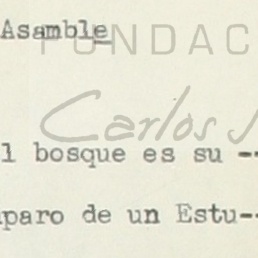 Asamble
FUNDAC
Carlos
l bosque es su --
paro de un Estu--